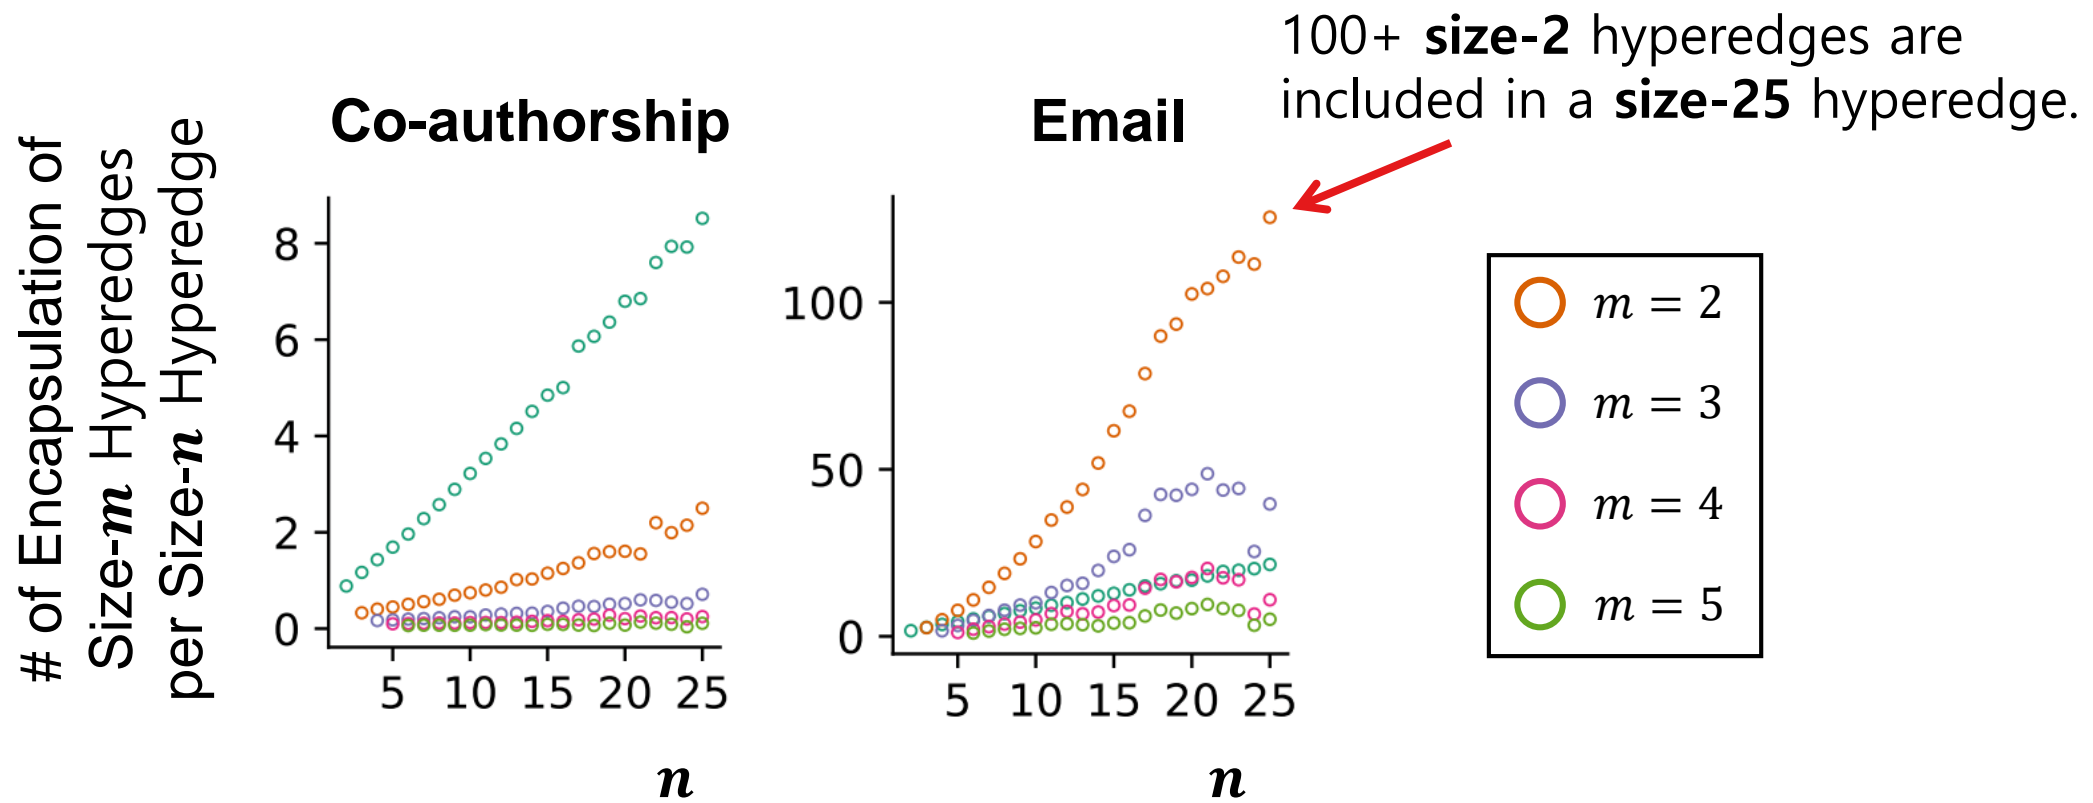 100+ size-2 hyperedges are
included in a size-25 hyperedge.
Co-authorship
Email
# of Encapsulation of
Size-m Hyperedges
per Size-n Hyperedge
8
6
4
2
0
5 10 15 20 25
n
100
50
0
5 10 15 20 25
n
m = 2
m = 3
m = 4
m = 5